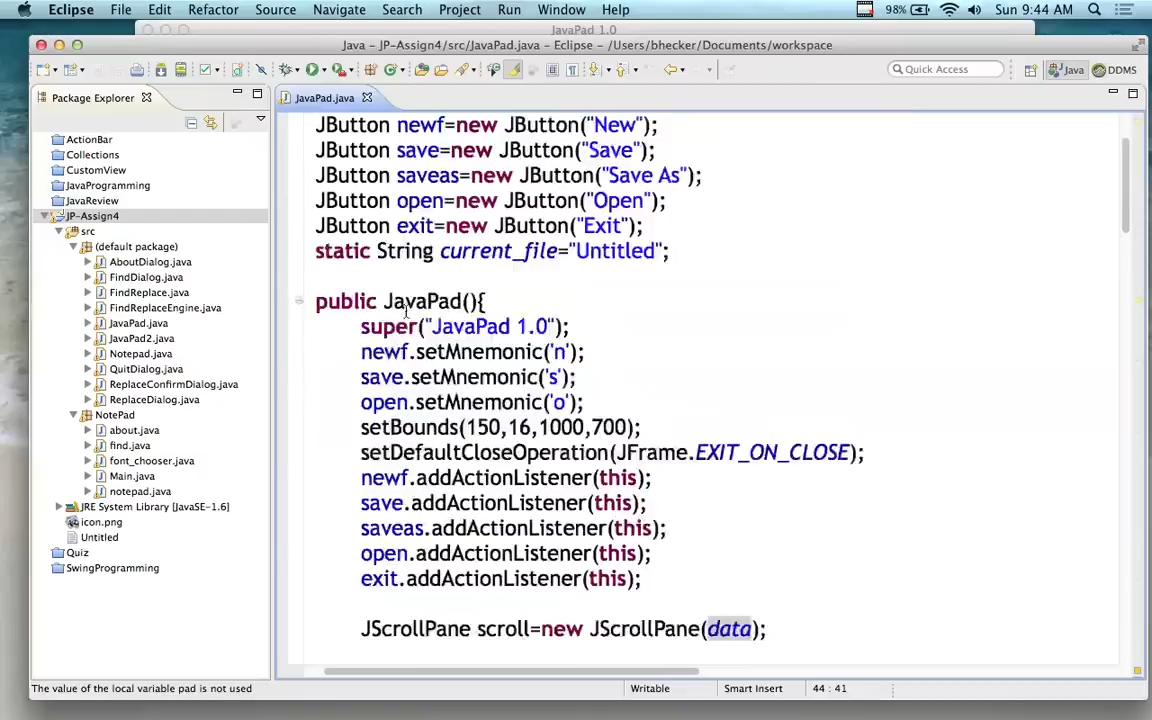 Eclipse File Edit Refactor Source Navigate Search Project Run Window Help 98% Sun 9:44 AM
JavaPad 1.0
Java - JP-Assign4/src/JavaPad.java - Eclipse - /Users/bhecker/Documents/workspace
Quick Access Java DDMS
Package Explorer
JavaPad.java
ActionBar
Collections
CustomView
JavaProgramming
JavaReview
JP-Assign4
src
(default package)
AboutDialog.java
FindDialog.java
FindReplace.java
FindReplaceEngine.java
JavaPad.java
JavaPad2.java
Notepad.java
QuitDialog.java
ReplaceConfirmDialog.java
ReplaceDialog.java
NotePad
about.java
find.java
font_chooser.java
Main.java
notepad.java
JRE System Library [JavaSE-1.6]
icon.png
Untitled
Quiz
SwingProgramming
JButton newf=new JButton("New");
JButton save=new JButton("Save");
JButton saveas=new JButton("Save As");
JButton open=new JButton("Open");
JButton exit=new JButton("Exit");
static String current_file="Untitled";
public JavaPad(){
super("JavaPad 1.0");
newf.setMnemonic('n');
save.setMnemonic('s');
open.setMnemonic('o');
setBounds(150,16,1000,700);
setDefaultCloseOperation(JFrame.EXIT_ON_CLOSE);
newf.addActionListener(this);
save.addActionListener(this);
saveas.addActionListener(this);
open.addActionListener(this);
exit.addActionListener(this);
JScrollPane scroll=new JScrollPane(data);
The value of the local variable pad is not used Writable Smart Insert 44 : 41